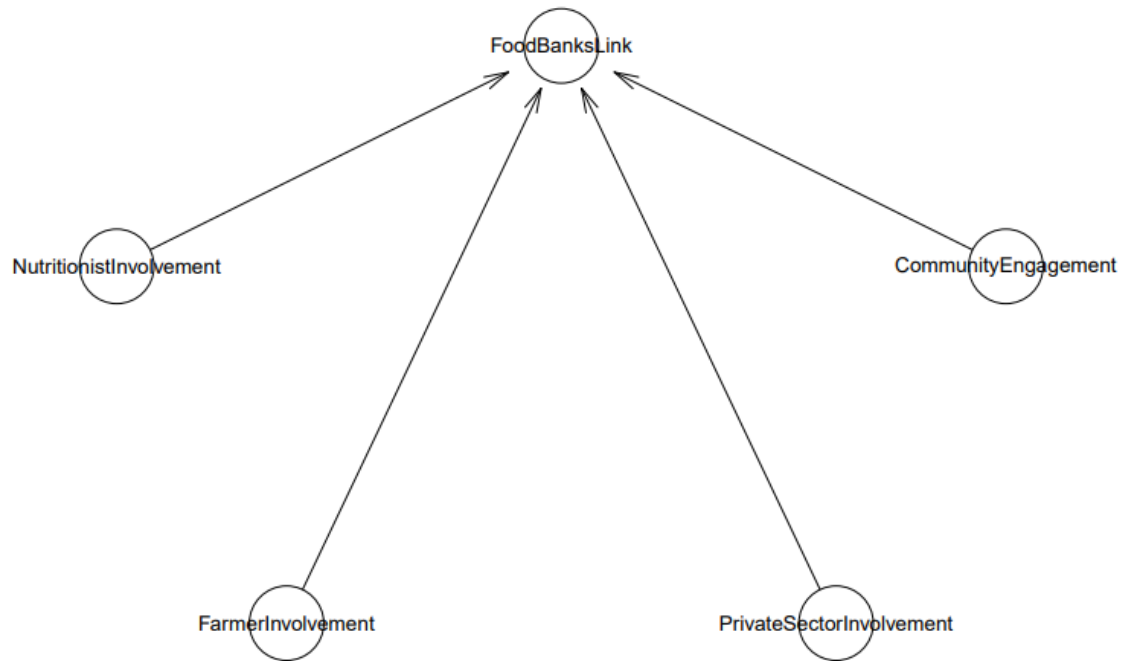 FoodBanksLink
NutritionistInvolvement
CommunityEngagement
FarmerInvolvement
PrivateSectorInvolvement